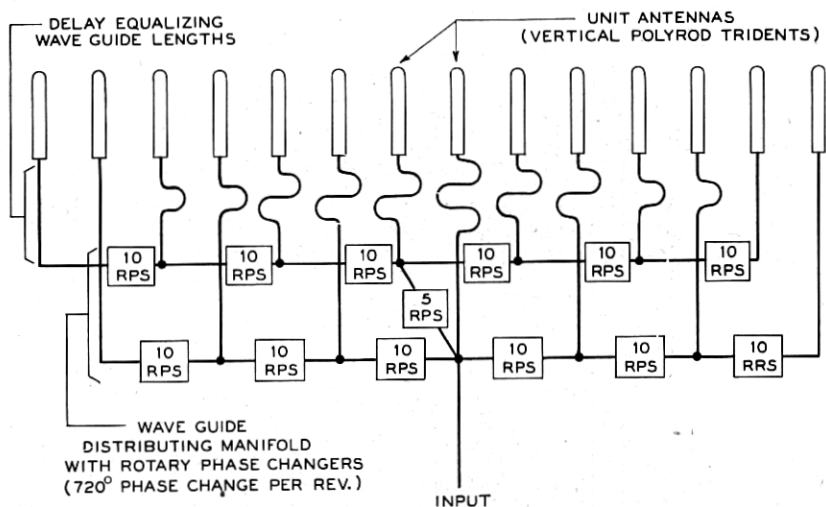 DELAY EQUALIZING
WAVE GUIDE LENGTHS
UNIT ANTENNAS
(VERTICAL POLYROD TRIDENTS)
10
RPS
10
RPS
10
RPS
10
RPS
10
RPS
10
RPS
5
RPS
10
RPS
10
RPS
10
RPS
10
RPS
10
RPS
10
RRS
WAVE GUIDE
DISTRIBUTING MANIFOLD
WITH ROTARY PHASE CHANGERS
(720° PHASE CHANGE PER REV.)
INPUT